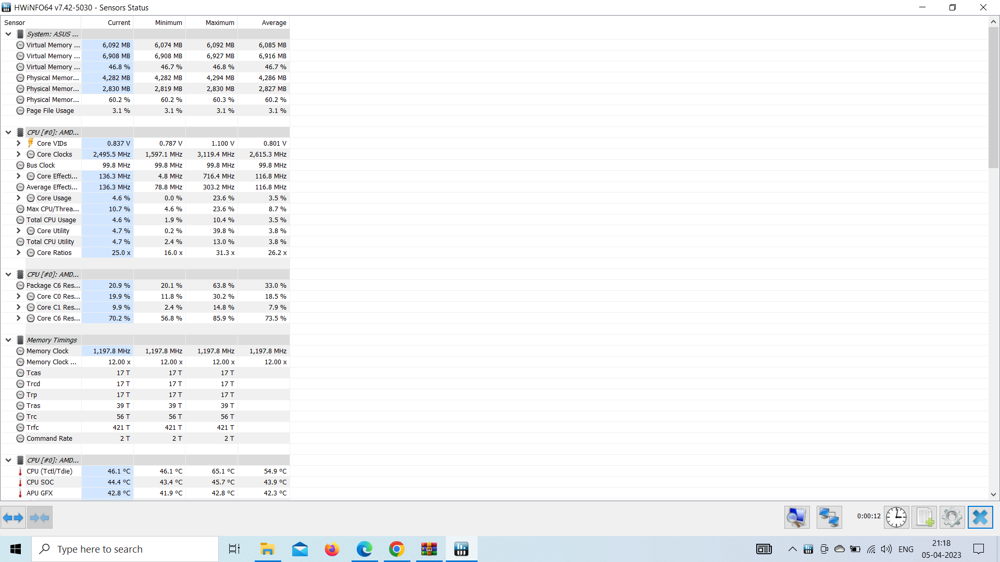 HWiNFO64 v7.42-5030 - Sensors Status
Sensor Current Minimum Maximum Average
System: ASUS ...
Virtual Memory ... 6,092 MB 6,074 MB 6,092 MB 6,085 MB
Virtual Memory ... 6,908 MB 6,908 MB 6,927 MB 6,916 MB
Virtual Memory ... 46.8 % 46.7 % 46.8 % 46.7 %
Physical Memor... 4,282 MB 4,282 MB 4,294 MB 4,286 MB
Physical Memor... 2,830 MB 2,819 MB 2,830 MB 2,827 MB
Physical Memor... 60.2 % 60.2 % 60.3 % 60.2 %
Page File Usage 3.1 % 3.1 % 3.1 % 3.1 %
CPU [#0]: AMD...
Core VIDs 0.837 V 0.787 V 1.100 V 0.801 V
Core Clocks 2,495.5 MHz 1,597.1 MHz 3,119.4 MHz 2,615.3 MHz
Bus Clock 99.8 MHz 99.8 MHz 99.8 MHz 99.8 MHz
Core Effecti... 136.3 MHz 4.8 MHz 716.4 MHz 116.8 MHz
Average Effecti... 136.3 MHz 78.8 MHz 303.2 MHz 116.8 MHz
Core Usage 4.6 % 0.0 % 23.6 % 3.5 %
Max CPU/Threa... 10.7 % 4.6 % 23.6 % 8.7 %
Total CPU Usage 4.6 % 1.9 % 10.4 % 3.5 %
Core Utility 4.7 % 0.2 % 39.8 % 3.8 %
Total CPU Utility 4.7 % 2.4 % 13.0 % 3.8 %
Core Ratios 25.0 x 16.0 x 31.3 x 26.2 x
CPU [#0]: AMD...
Package C6 Res... 20.9 % 20.1 % 63.8 % 33.0 %
Core C0 Res... 19.9 % 11.8 % 30.2 % 18.5 %
Core C1 Res... 9.9 % 2.4 % 14.8 % 7.9 %
Core C6 Res... 70.2 % 56.8 % 85.9 % 73.5 %
Memory Timings
Memory Clock 1,197.8 MHz 1,197.8 MHz 1,197.8 MHz 1,197.8 MHz
Memory Clock ... 12.00 x 12.00 x 12.00 x 12.00 x
Tcas 17 T 17 T 17 T
Trcd 17 T 17 T 17 T
Trp 17 T 17 T 17 T
Tras 39 T 39 T 39 T
Trc 56 T 56 T 56 T
Trfc 421 T 421 T 421 T
Command Rate 2 T 2 T 2 T
CPU [#0]: AMD...
CPU (Tctl/Tdie) 46.1 °C 46.1 °C 65.1 °C 54.9 °C
CPU SOC 44.4 °C 43.4 °C 45.7 °C 43.9 °C
APU GFX 42.8 °C 41.9 °C 42.8 °C 42.3 °C
0:00:12
Type here to search
ENG
21:18
05-04-2023